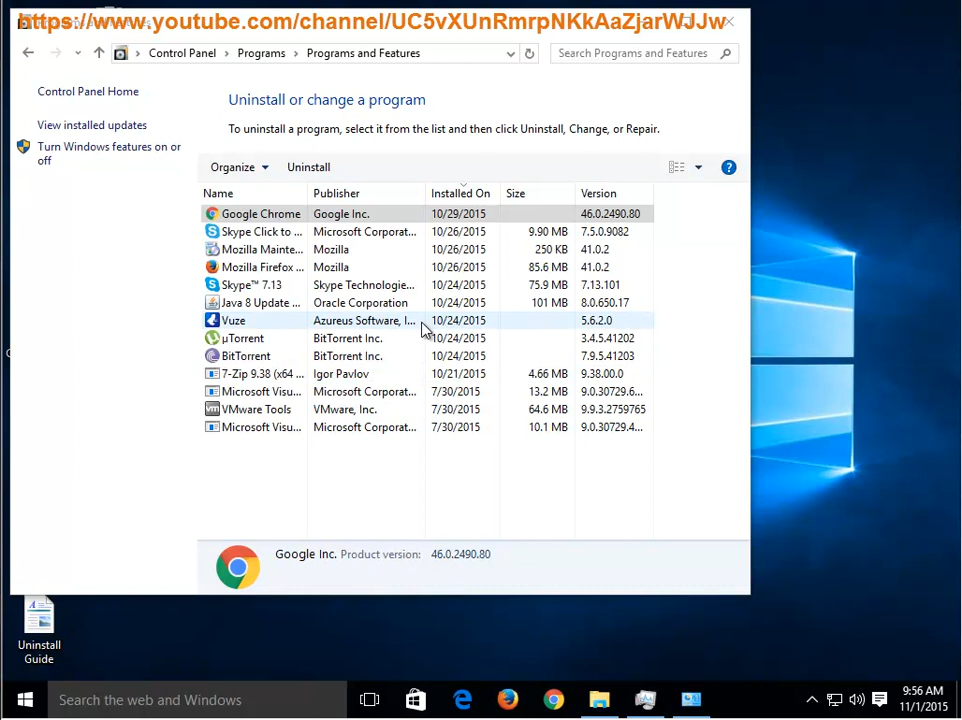 https://www.youtube.com/channel/UC5vXUnRmrpNKkAaZjarWJJw
Control Panel > Programs > Programs and Features
Search Programs and Features
Control Panel Home
View installed updates
Turn Windows features on or
off
Uninstall or change a program
To uninstall a program, select it from the list and then click Uninstall, Change, or Repair.
Organize Uninstall
Name Publisher Installed On Size Version
Google Chrome Google Inc. 10/29/2015 46.0.2490.80
Skype Click to ... Microsoft Corporat... 10/26/2015 9.90 MB 7.5.0.9082
Mozilla Mainte... Mozilla 10/26/2015 250 KB 41.0.2
Mozilla Firefox ... Mozilla 10/26/2015 85.6 MB 41.0.2
Skype™ 7.13 Skype Technologie... 10/24/2015 75.9 MB 7.13.101
Java 8 Update ... Oracle Corporation 10/24/2015 101 MB 8.0.650.17
Vuze Azureus Software, I... 10/24/2015 5.6.2.0
µTorrent BitTorrent Inc. 10/24/2015 3.4.5.41202
BitTorrent BitTorrent Inc. 10/24/2015 7.9.5.41203
7-Zip 9.38 (x64 ... Igor Pavlov 10/21/2015 4.66 MB 9.38.00.0
Microsoft Visu... Microsoft Corporat... 7/30/2015 13.2 MB 9.0.30729.6...
VMware Tools VMware, Inc. 7/30/2015 64.6 MB 9.9.3.2759765
Microsoft Visu... Microsoft Corporat... 7/30/2015 10.1 MB 9.0.30729.4...
Google Inc. Product version: 46.0.2490.80
Uninstall
Guide
Search the web and Windows
9:56 AM
11/1/2015